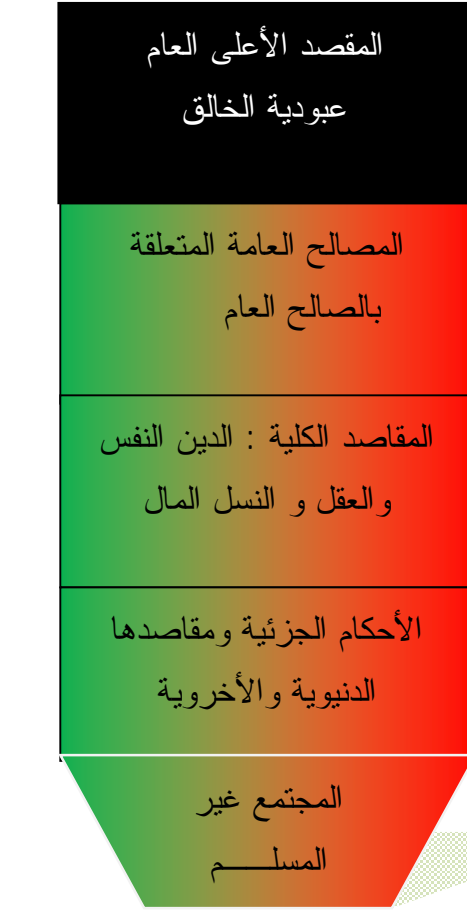 المقصد الأعلى العام
عبودية الخالق
المصالح العامة المتعلقة
بالصالح العام
المقاصد الكلية : الدين النفس
والعقل و النسل المال
الأحكام الجزئية ومقاصدها
الدنيوية والأخروية
المجتمع غير
المسلــــم